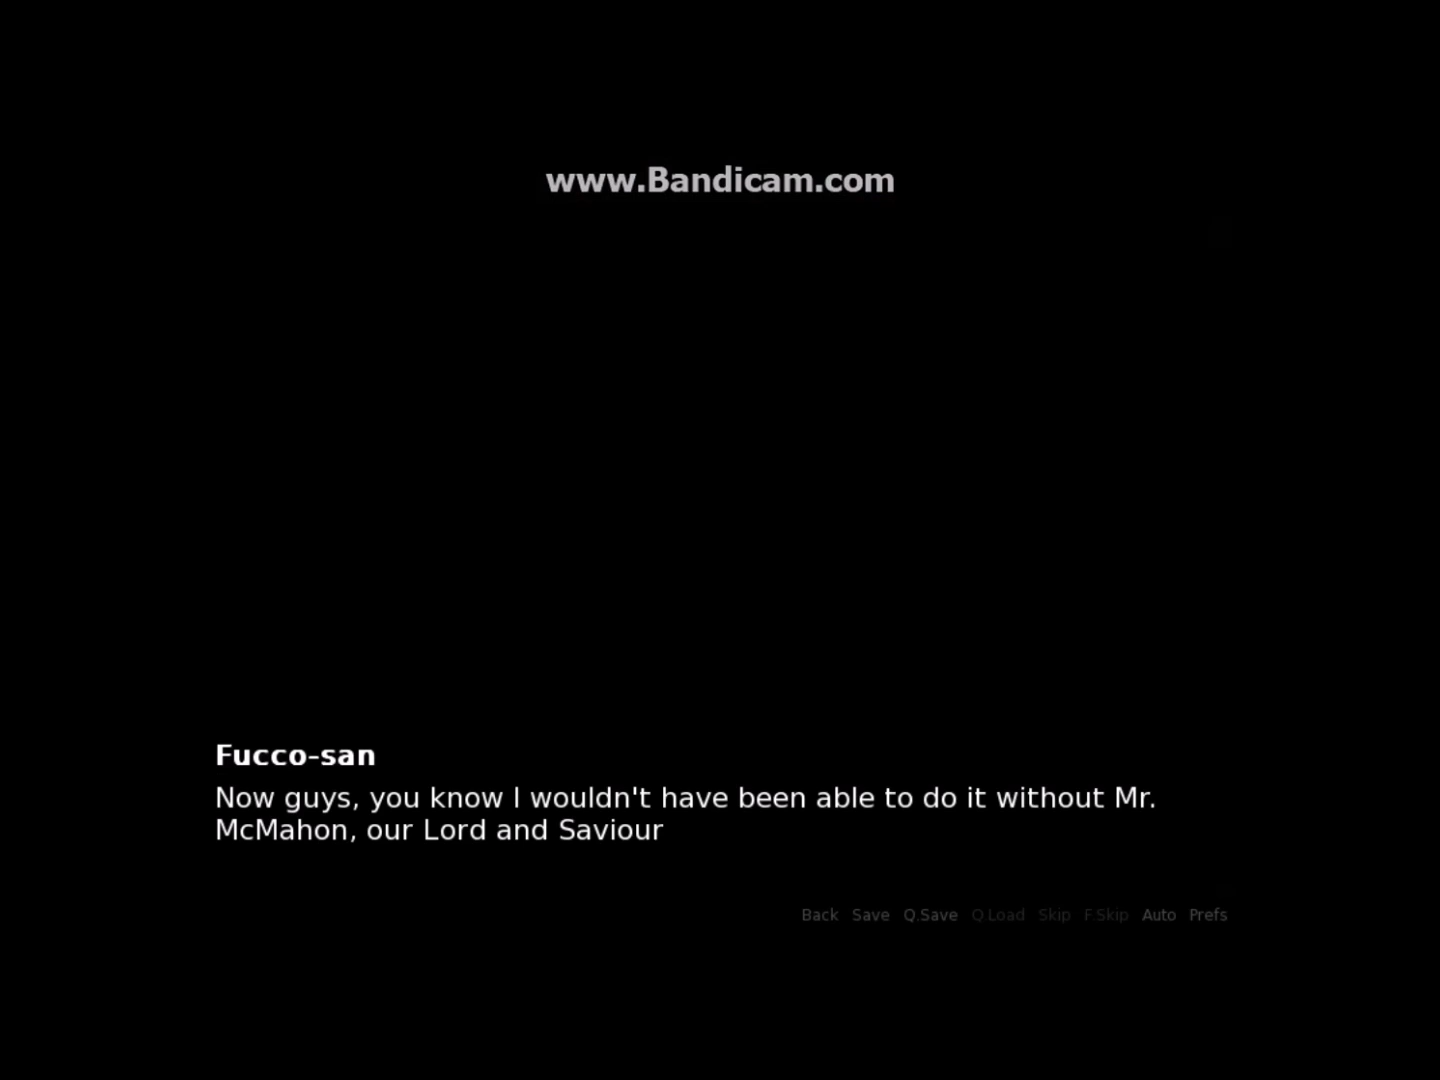 www.Bandicam.com
Fucco-san
Now guys, you know I wouldn't have been able to do it without Mr.
McMahon, our Lord and Saviour
Back Save Q.Save Q.Load Skip F.Skip Auto Prefs